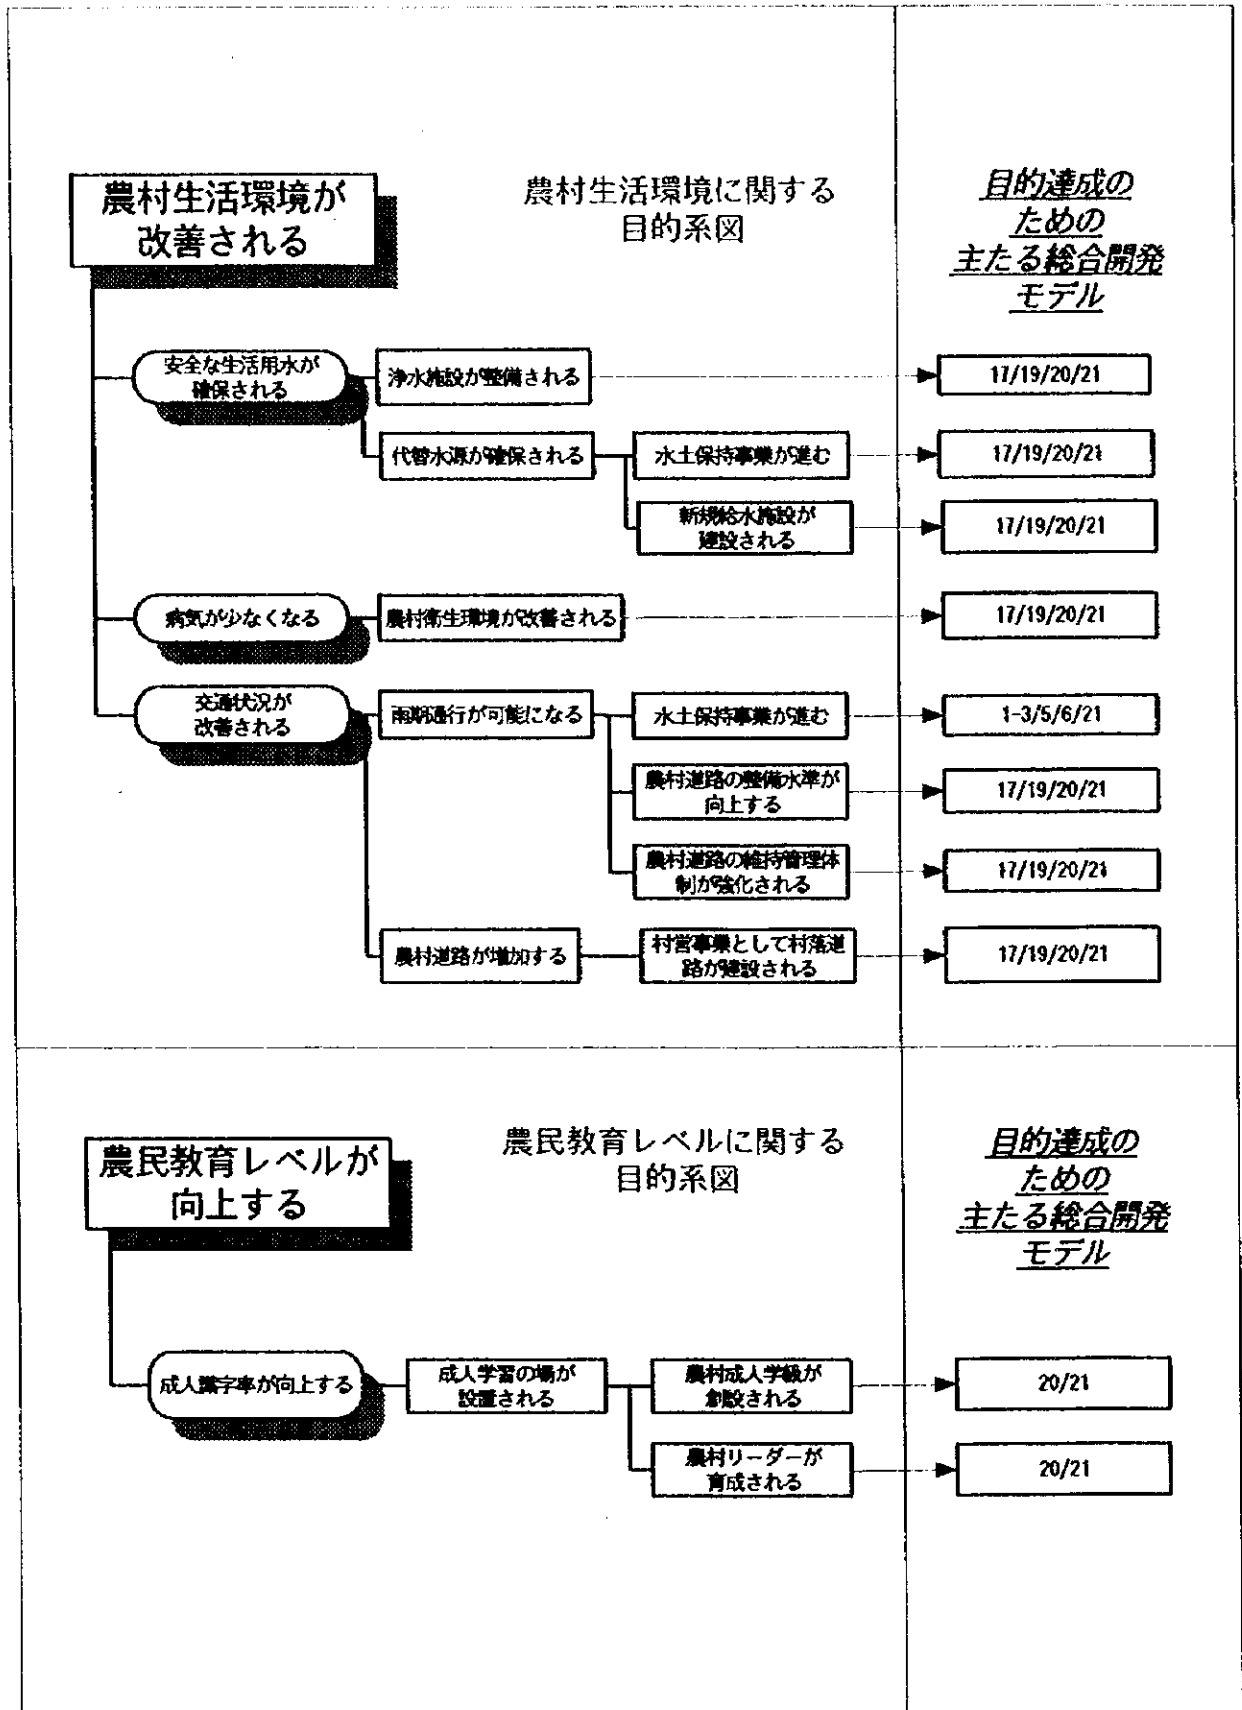 農村生活環境が
改善される
農村生活環境に関する
目的系図
目的達成の
ための
主たる総合開発
モデル
安全な生活用水が
確保される
浄水施設が整備される
17/19/20/21
代替水源が確保される
水土保持事業が進む
17/19/20/21
新規給水施設が
建設される
17/19/20/21
病気が少なくなる
農村衛生環境が改善される
17/19/20/21
交通状況が
改善される
雨期通行が可能になる
水土保持事業が進む
1-3/5/6/21
農村道路の整備水準が
向上する
17/19/20/21
農村道路の維持管理体
制が強化される
17/19/20/21
農村道路が増加する
村営事業として村落道
路が建設される
17/19/20/21
農民教育レベルが
向上する
農民教育レベルに関する
目的系図
目的達成の
ための
主たる総合開発
モデル
成人識字率が向上する
成人学習の場が
設置される
農村成人学級が
創設される
20/21
農村リーダーが
育成される
20/21